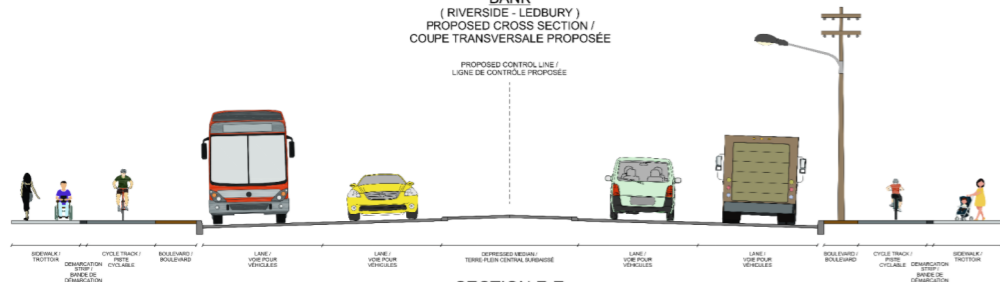 BANK
( RIVERSIDE - LEDBURY )
PROPOSED CROSS SECTION /
COUPE TRANSVERSALE PROPOSÉE
PROPOSED CONTROL LINE /
LIGNE DE CONTRÔLE PROPOSÉE
SIDEWALK /
TROTTOIR
DEMARCATION
STRIP /
BANDE DE
DÉMARCATION
CYCLE TRACK /
PISTE
CYCLABLE
BOULEVARD /
BOULEVARD
LANE /
VOIE POUR
VÉHICULES
LANE /
VOIE POUR
VÉHICULES
DEPRESSED MEDIAN /
TERRE-PLEIN CENTRAL SURBAISSÉ
LANE /
VOIE POUR
VÉHICULES
LANE /
VOIE POUR
VÉHICULES
BOULEVARD /
BOULEVARD
CYCLE TRACK /
PISTE
CYCLABLE
DEMARCATION
STRIP /
BANDE DE
DÉMARCATION
SIDEWALK /
TROTTOIR